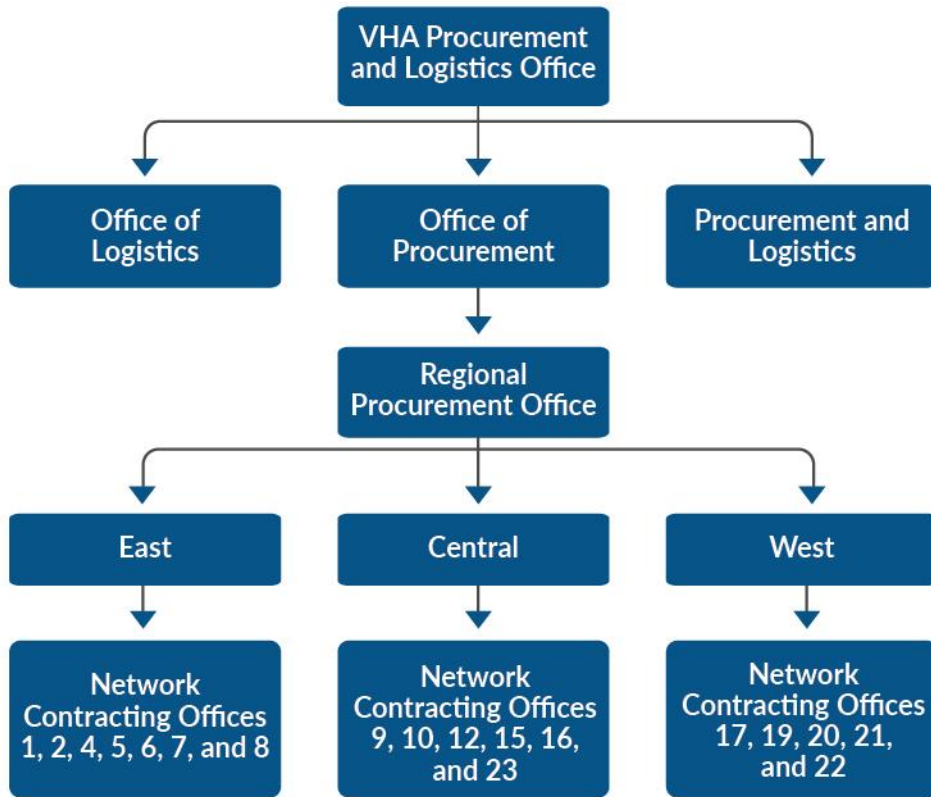 VHA Procurement
and Logistics Office
Office of
Logistics
Office of
Procurement
Procurement and
Logistics
Regional
Procurement Office
East
Central
West
Network
Contracting Offices
1, 2, 4, 5, 6, 7, and 8
Network
Contracting Offices
9, 10, 12, 15, 16,
and 23
Network
Contracting Offices
17, 19, 20, 21,
and 22